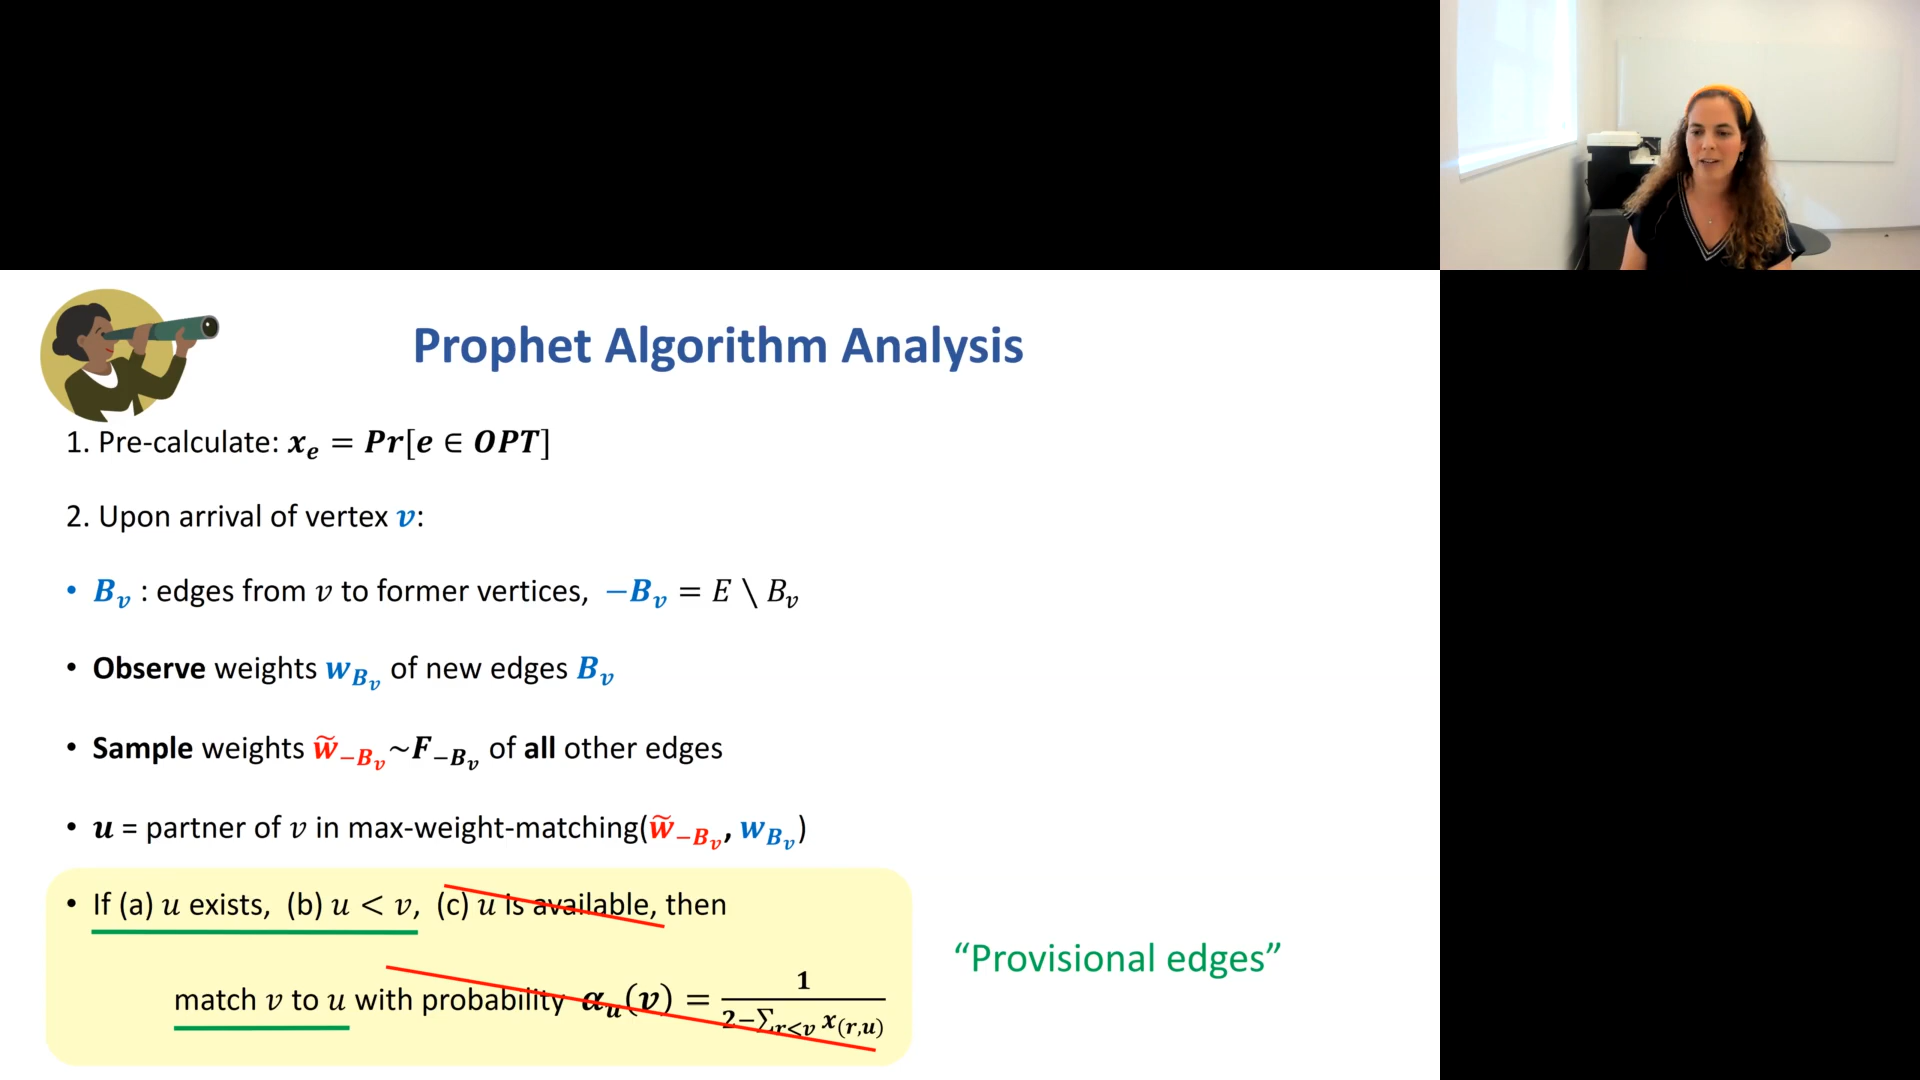 Prophet Algorithm Analysis
1. Pre-calculate: xₑ = Pr[e ∈ OPT]
2. Upon arrival of vertex v:
• B_v : edges from v to former vertices, −B_v = E \ B_v
• Observe weights w_{B_v} of new edges B_v
• Sample weights w̃_{−B_v}~F_{−B_v} of all other edges
• u = partner of v in max-weight-matching(w̃_{−B_v}, w_{B_v})
• If (a) u exists, (b) u < v, (c) u is available, then
match v to u with probability α_u(v) = 1 / (2−∑_{r<v} x_{(r,u)})
“Provisional edges”